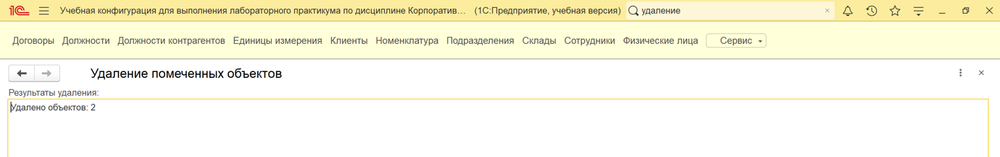 1С Учебная конфигурация для выполнения лабораторного практикума по дисциплине Корпоратив... (1С:Предприятие, учебная версия) удаление
Договоры Должности Должности контрагентов Единицы измерения Клиенты Номенклатура Подразделения Склады Сотрудники Физические лица Сервис
Удаление помеченных объектов
Результаты удаления:
Удалено объектов: 2